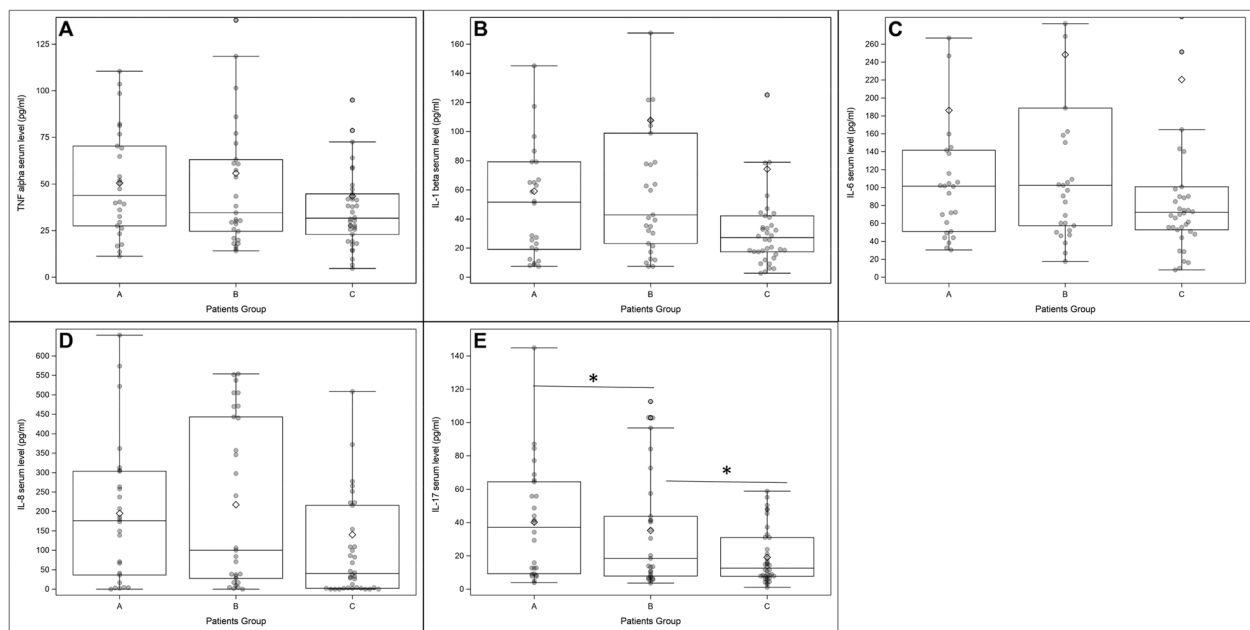 A
TNF alpha serum level (pg/ml)
125
100
75
50
25
0
A B C
Patients Group
B
IL-1 beta serum level (pg/ml)
160
140
120
100
80
60
40
20
0
A B C
Patients Group
C
IL-6 serum level (pg/ml)
260
240
220
200
180
160
140
120
100
80
60
40
20
0
A B C
Patients Group
D
IL-8 serum level (pg/ml)
600
550
500
450
400
350
300
250
200
150
100
50
0
A B C
Patients Group
E
IL-17 serum level (pg/ml)
140
120
100
80
60
40
20
0
*
*
A B C
Patients Group